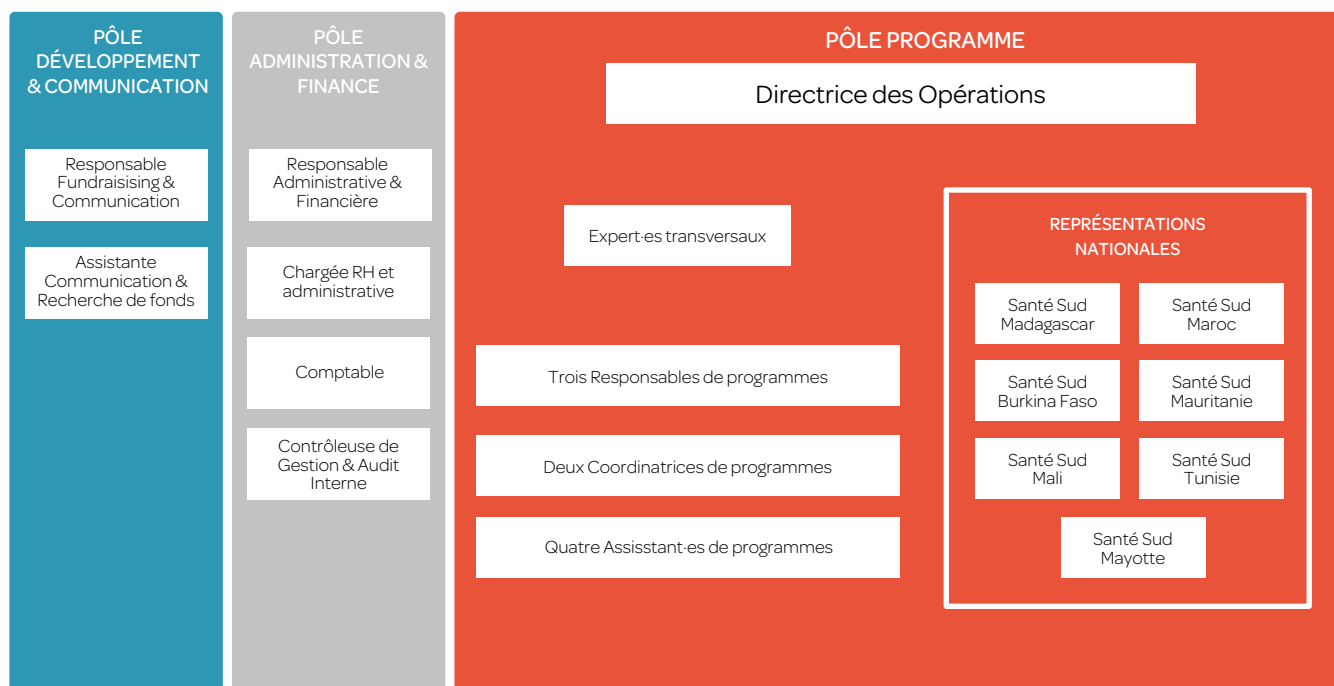 PÔLE
DÉVELOPPEMENT
& COMMUNICATION
Responsable
Fundraisising &
Communication
Assistante
Communication &
Recherche de fonds
PÔLE
ADMINISTRATION &
FINANCE
Responsable
Administrative &
Financière
Chargée RH et
administrative
Comptable
Contrôleuse de
Gestion & Audit
Interne
PÔLE PROGRAMME
Directrice des Opérations
Expert·es transversaux
Trois Responsables de programmes
Deux Coordinatrices de programmes
Quatre Assisstant·es de programmes
REPRÉSENTATIONS
NATIONALES
Santé Sud
Madagascar
Santé Sud
Maroc
Santé Sud
Burkina Faso
Santé Sud
Mauritanie
Santé Sud
Mali
Santé Sud
Tunisie
Santé Sud
Mayotte